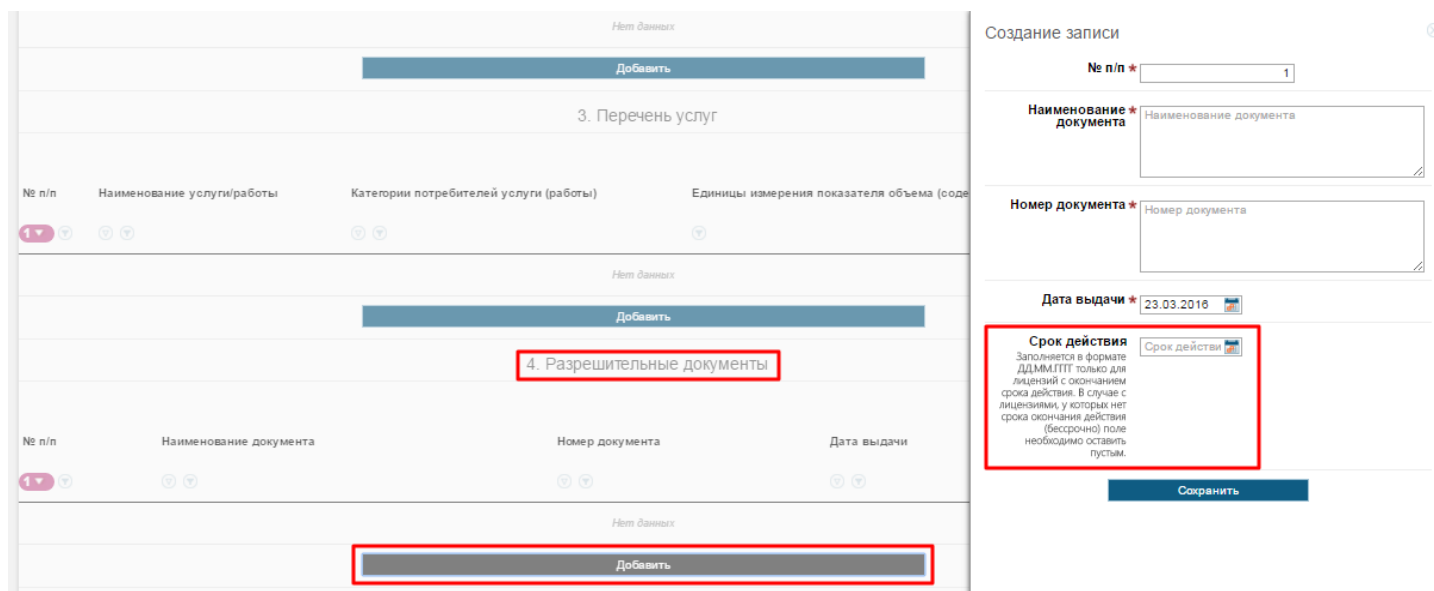 Нет данных
Добавить
3. Перечень услуг
№ п/п Наименование услуги/работы Категории потребителей услуги (работы) Единицы измерения показателя объема (соде
1
Нет данных
Добавить
4. Разрешительные документы
№ п/п Наименование документа Номер документа Дата выдачи
1
Нет данных
Добавить
Создание записи
№ п/п * 1
Наименование * Наименование документа
документа
Номер документа * Номер документа
Дата выдачи * 23.03.2016
Срок действия Срок действи
Заполняется в формате
ДД.ММ.ГГГГ только для
лицензий с окончанием
срока действия. В случае с
лицензиями, у которых нет
срока окончания действия
(бессрочно) поле
необходимо оставить
пустым.
Сохранить